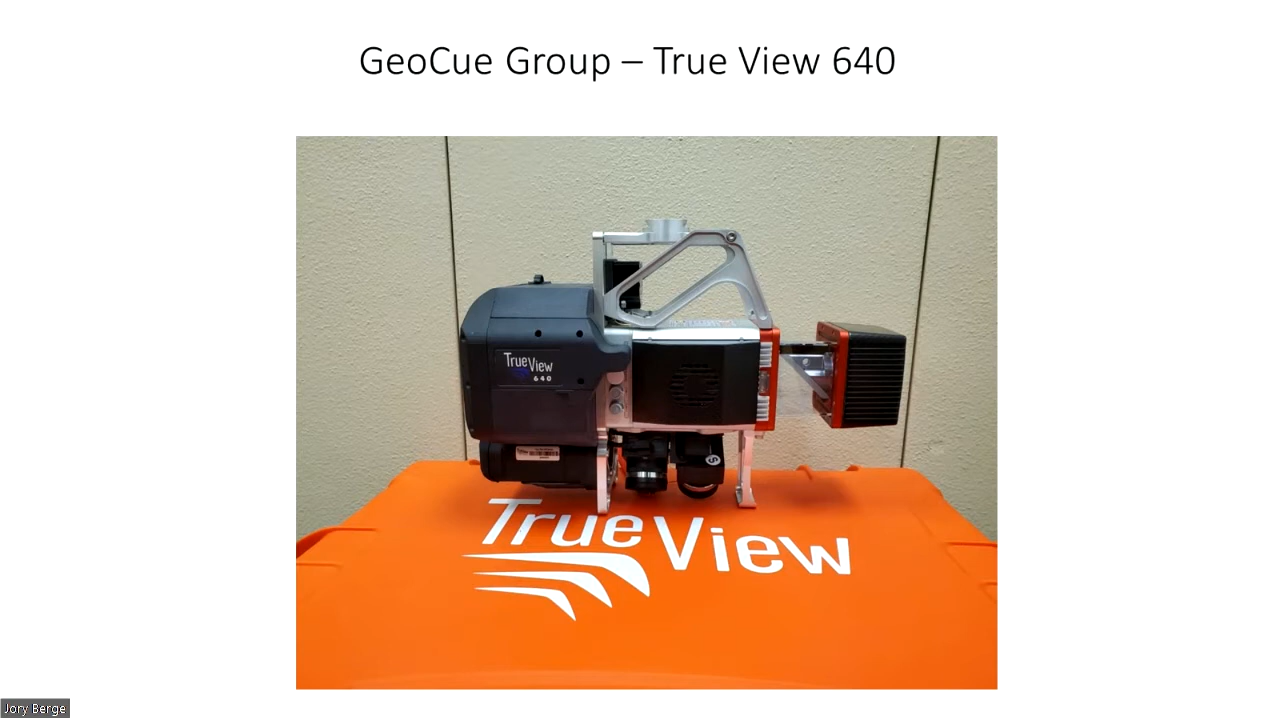 GeoCue Group – True View 640
TrueView
640
TrueView
Jory Berge